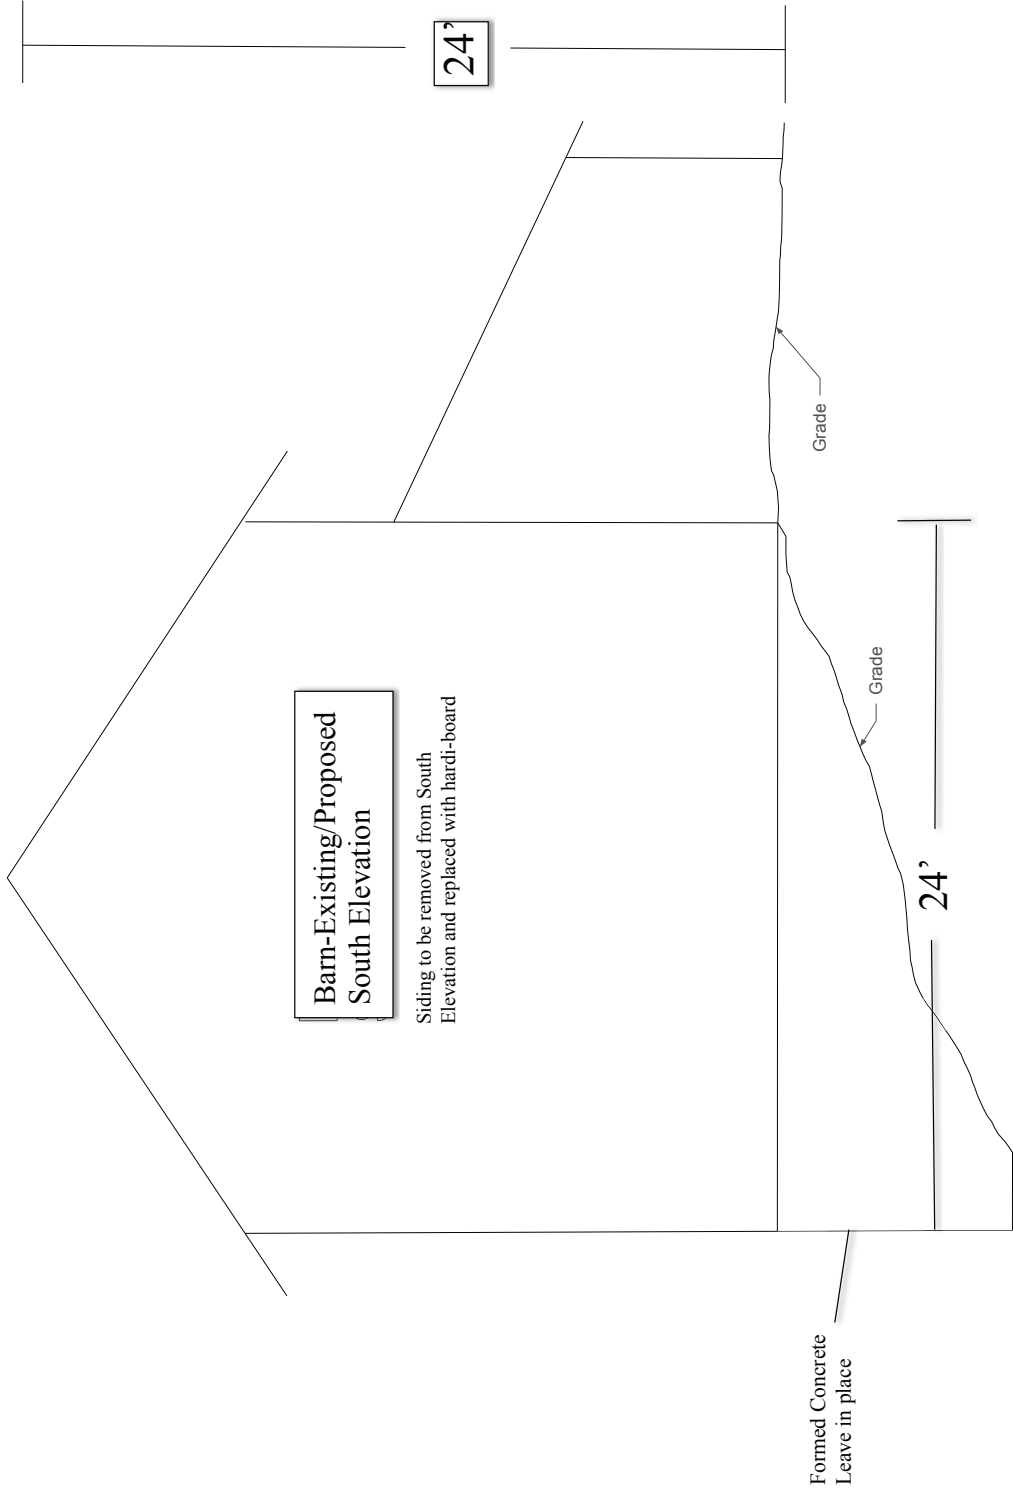 24’
Barn-Existing/Proposed
South Elevation
Siding to be removed from South
Elevation and replaced with hardi-board
Grade
Grade
24’
Formed Concrete
Leave in place